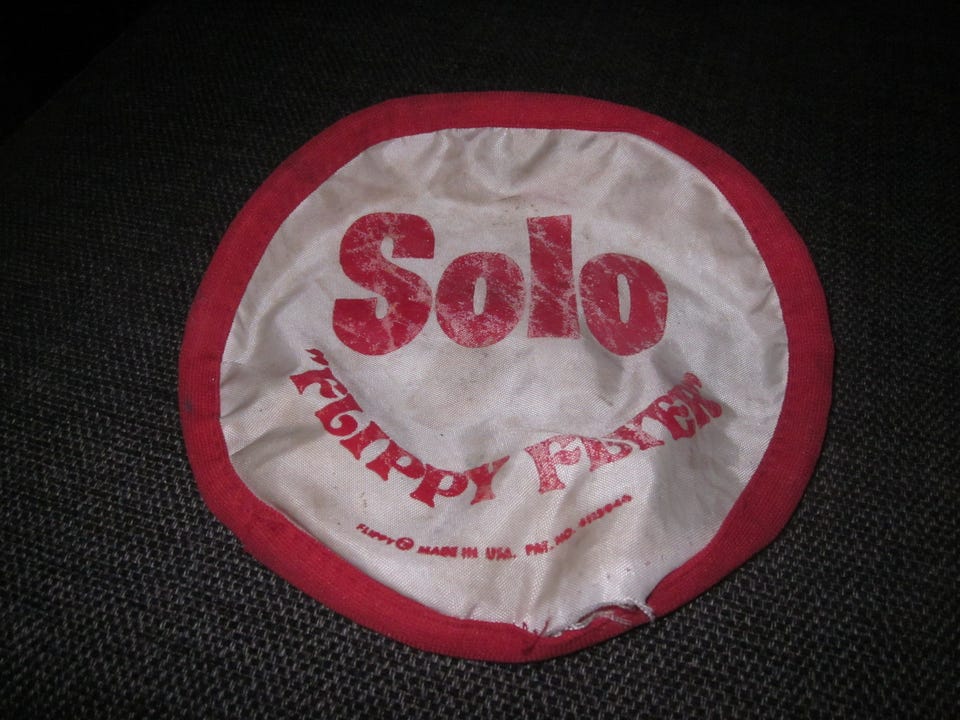 Solo
"FLIPPY FLYER"
FLIPPY MADE IN USA. PAT. NO.